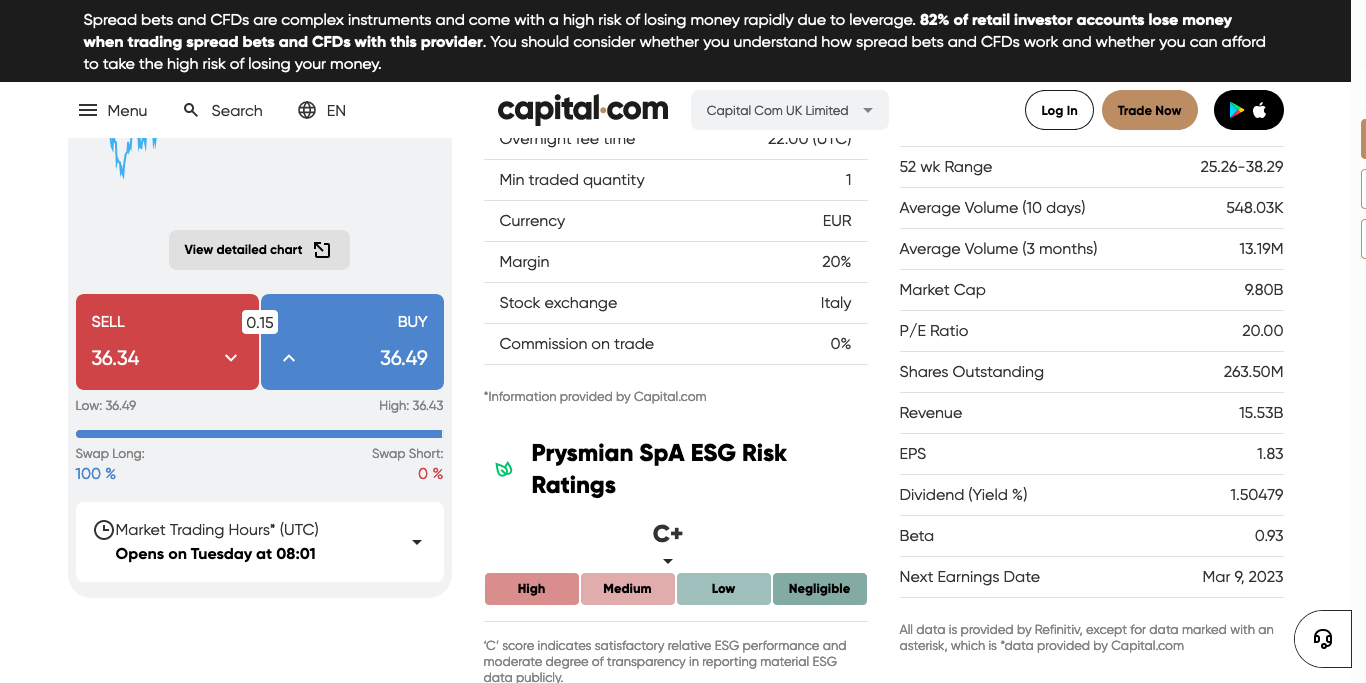 Spread bets and CFDs are complex instruments and come with a high risk of losing money rapidly due to leverage. 82% of retail investor accounts lose money
when trading spread bets and CFDs with this provider. You should consider whether you understand how spread bets and CFDs work and whether you can afford
to take the high risk of losing your money.
Menu
Search
EN
capital.com
Capital Com UK Limited
Log In
Trade Now
View detailed chart
SELL
0.15
BUY
36.34
36.49
Low: 36.49
High: 36.43
Swap Long:
Swap Short:
100 %
0 %
Market Trading Hours* (UTC)
Opens on Tuesday at 08:01
Overnight fee time 22:00 (UTC)
Min traded quantity 1
Currency EUR
Margin 20%
Stock exchange Italy
Commission on trade 0%
*Information provided by Capital.com
Prysmian SpA ESG Risk
Ratings
C+
High
Medium
Low
Negligible
‘C’ score indicates satisfactory relative ESG performance and
moderate degree of transparency in reporting material ESG
data publicly.
52 wk Range 25.26-38.29
Average Volume (10 days) 548.03K
Average Volume (3 months) 13.19M
Market Cap 9.80B
P/E Ratio 20.00
Shares Outstanding 263.50M
Revenue 15.53B
EPS 1.83
Dividend (Yield %) 1.50479
Beta 0.93
Next Earnings Date Mar 9, 2023
All data is provided by Refinitiv, except for data marked with an
asterisk, which is *data provided by Capital.com